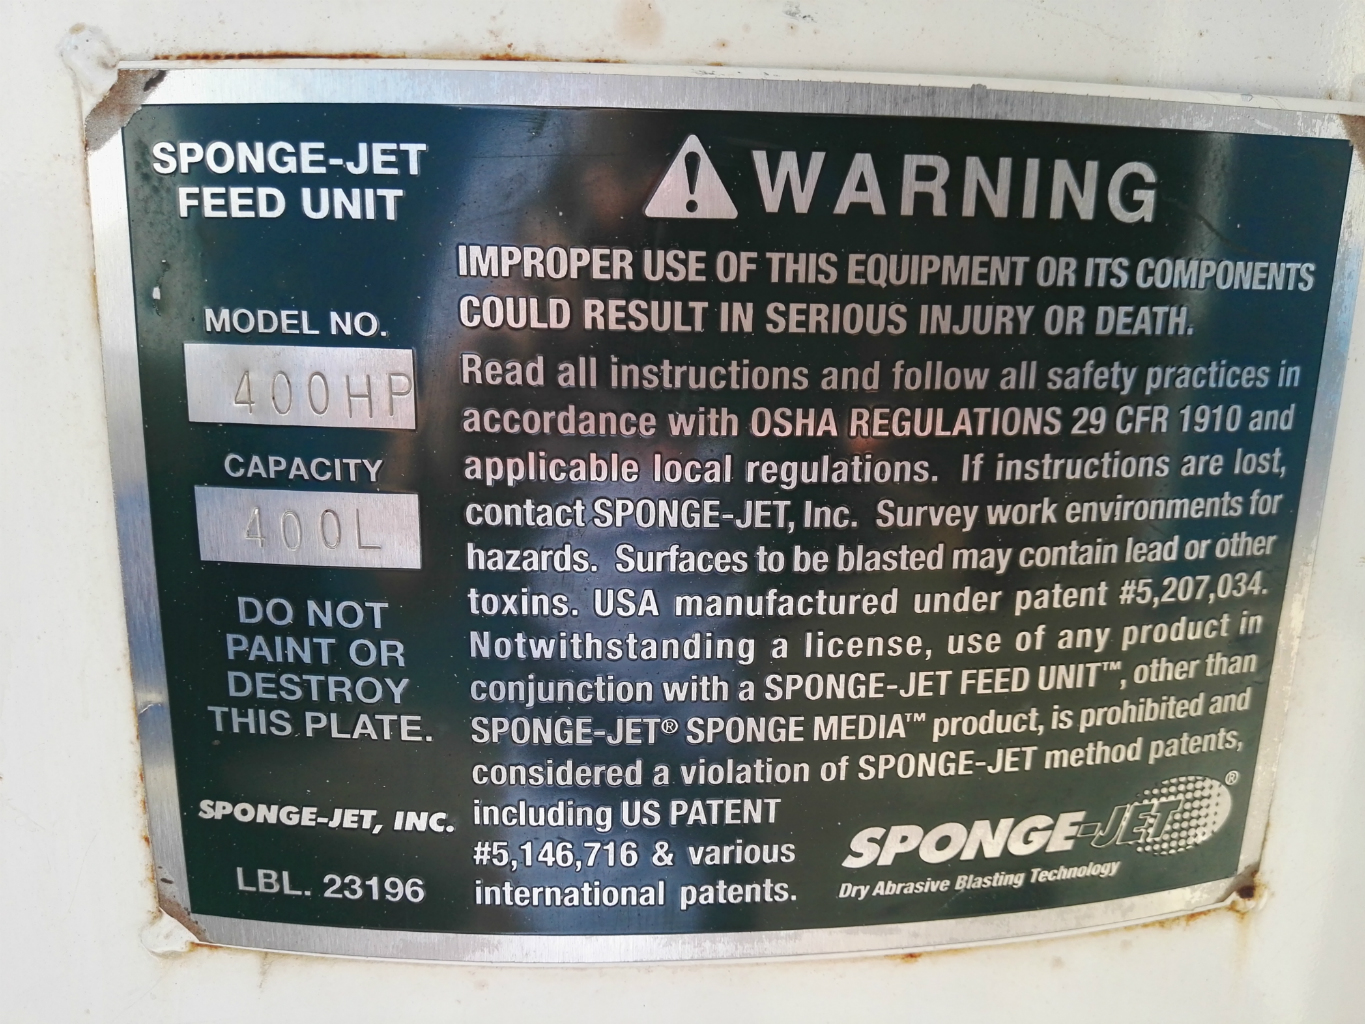 SPONGE-JET
FEED UNIT
MODEL NO.
400HP
CAPACITY
400L
DO NOT
PAINT OR
DESTROY
THIS PLATE.
SPONGE-JET, INC.
LBL. 23196
WARNING
IMPROPER USE OF THIS EQUIPMENT OR ITS COMPONENTS
COULD RESULT IN SERIOUS INJURY OR DEATH.
Read all instructions and follow all safety practices in
accordance with OSHA REGULATIONS 29 CFR 1910 and
applicable local regulations. If instructions are lost,
contact SPONGE-JET, Inc. Survey work environments for
hazards. Surfaces to be blasted may contain lead or other
toxins. USA manufactured under patent #5,207,034.
Notwithstanding a license, use of any product in
conjunction with a SPONGE-JET FEED UNIT™, other than
SPONGE-JET® SPONGE MEDIA™ product, is prohibited and
considered a violation of SPONGE-JET method patents,
including US PATENT
#5,146,716 & various
international patents.
SPONGE-JET®
Dry Abrasive Blasting Technology